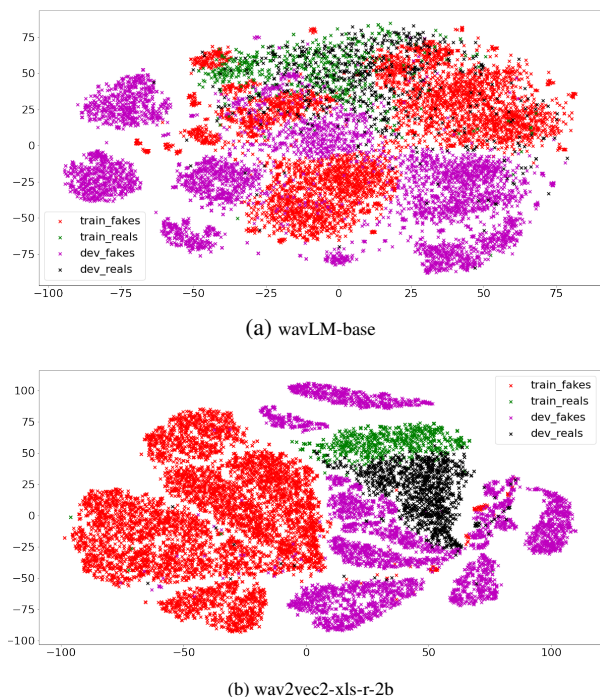 75
50
25
0
−25
−50
−75
train_fakes
train_reals
dev_fakes
dev_reals
−100 −75 −50 −25 0 25 50 75
(a) wavLM-base
100
75
50
25
0
−25
−50
−75
−100
train_fakes
train_reals
dev_fakes
dev_reals
−100 −50 0 50 100
(b) wav2vec2-xls-r-2b